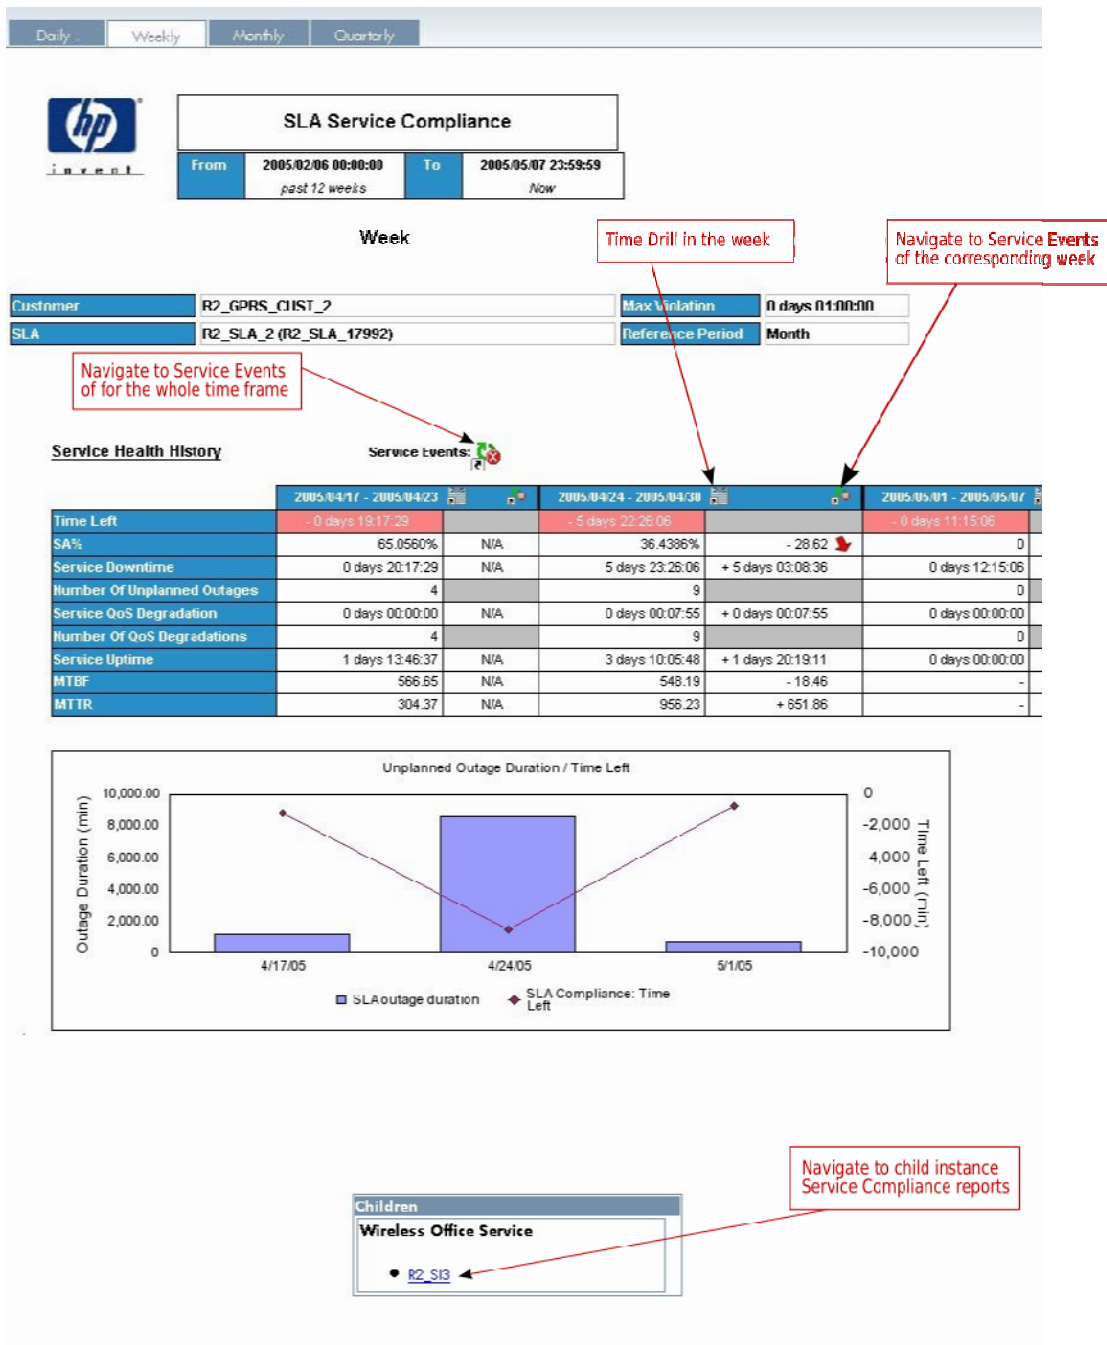 Daily
Weekly
Monthly
Quarterly
hp
invent
SLA Service Compliance
From
2005/02/06 00:00:00
past 12 weeks
To
2005/05/07 23:59:59
Now
Week
Time Drill in the week
Navigate to Service Events
of the corresponding week
Customer
R2_GPRS_CUST_2
Max Violation
0 days 01:00:00
SLA
R2_SLA_2 (R2_SLA_17992)
Reference Period
Month
Navigate to Service Events
of for the whole time frame
Service Health History
Service Events:
2005/04/17 - 2005/04/23
2005/04/24 - 2005/04/30
2005/05/01 - 2005/05/07
Time Left
- 0 days 19:17:29
- 5 days 22:26:06
- 0 days 11:15:06
SA%
65.0560%
N/A
36.4386%
- 28.62
0
Service Downtime
0 days 20:17:29
N/A
5 days 23:26:06
+ 5 days 03:08:36
0 days 12:15:06
Number Of Unplanned Outages
4
9
0
Service QoS Degradation
0 days 00:00:00
N/A
0 days 00:07:55
+ 0 days 00:07:55
0 days 00:00:00
Number Of QoS Degradations
4
9
0
Service Uptime
1 days 13:46:37
N/A
3 days 10:05:48
+ 1 days 20:19:11
0 days 00:00:00
MTBF
566.65
N/A
548.19
- 18.46
-
MTTR
304.37
N/A
956.23
+ 651.86
-
Unplanned Outage Duration / Time Left
Outage Duration (min)
10,000.00
8,000.00
6,000.00
4,000.00
2,000.00
0
0
-2,000
4,000
-6,000
-8,000
-10,000
Time Left (min)
4/17/05
4/24/05
5/1/05
SLA outage duration
SLA Compliance: Time
Left
Navigate to child instance
Service Compliance reports
Children
Wireless Office Service
R2_SI3